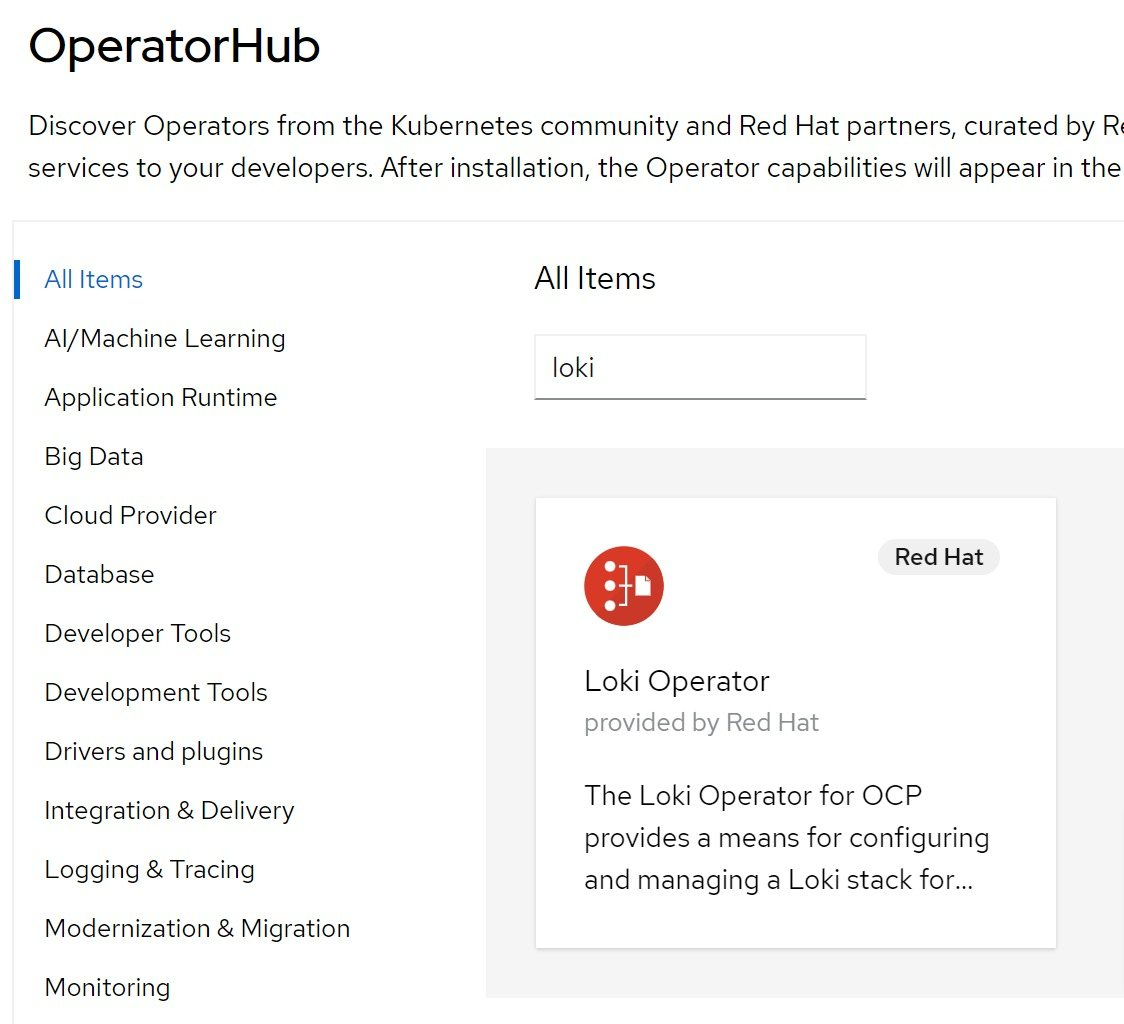 OperatorHub
Discover Operators from the Kubernetes community and Red Hat partners, curated by
services to your developers. After installation, the Operator capabilities will appear in the
All Items
AI/Machine Learning
Application Runtime
Big Data
Cloud Provider
Database
Developer Tools
Development Tools
Drivers and plugins
Integration & Delivery
Logging & Tracing
Modernization & Migration
Monitoring
All Items
loki
Red Hat
Loki Operator
provided by Red Hat
The Loki Operator for OCP
provides a means for configuring
and managing a Loki stack for...